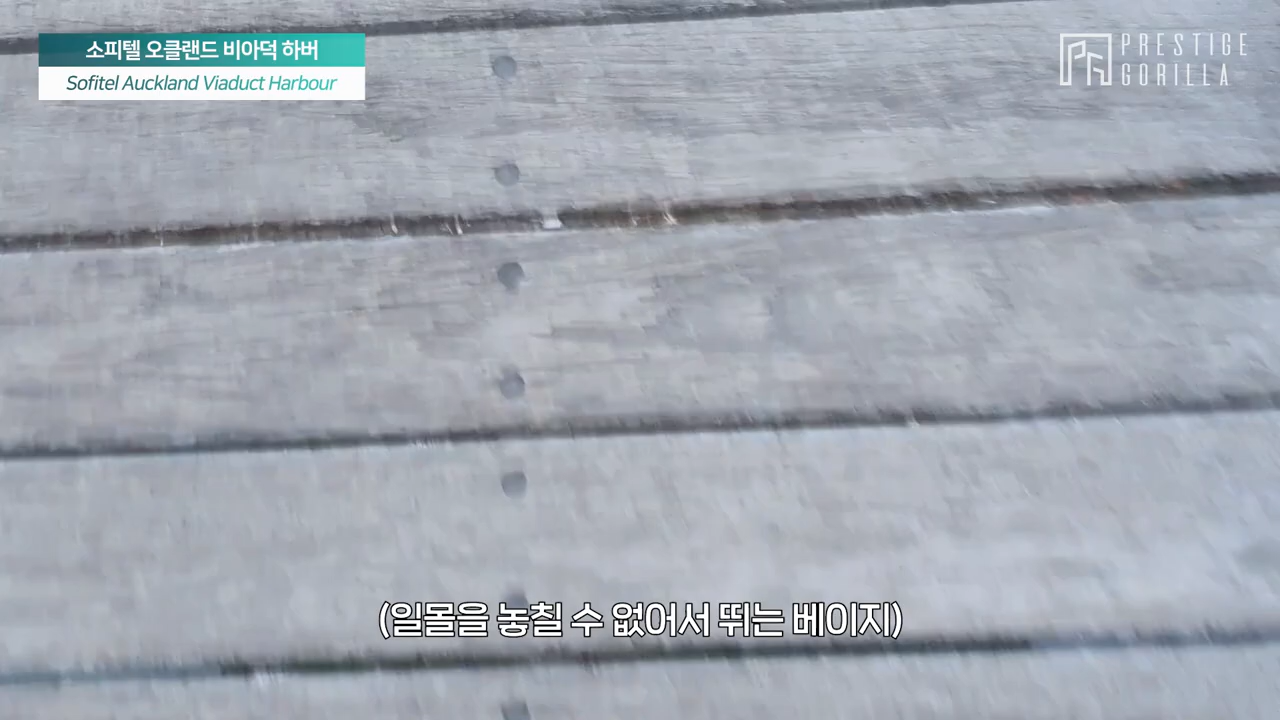 소피텔 오클랜드 비아덕 하버
Sofitel Auckland Viaduct Harbour
PRESTIGE
GORILLA
(일몰을 놓칠 수 없어서 뛰는 베이지)